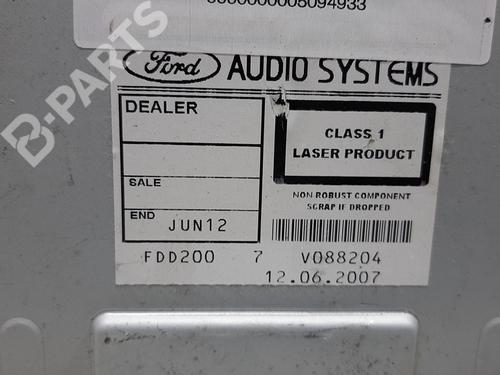 0000000005094933
B-PARTS
Ford AUDIO SYSTEMS
DEALER
SALE
END JUN12
CLASS 1
LASER PRODUCT
NON ROBUST COMPONENT
SCRAP IF DROPPED
FDD200 7 V088204
12.06.2007